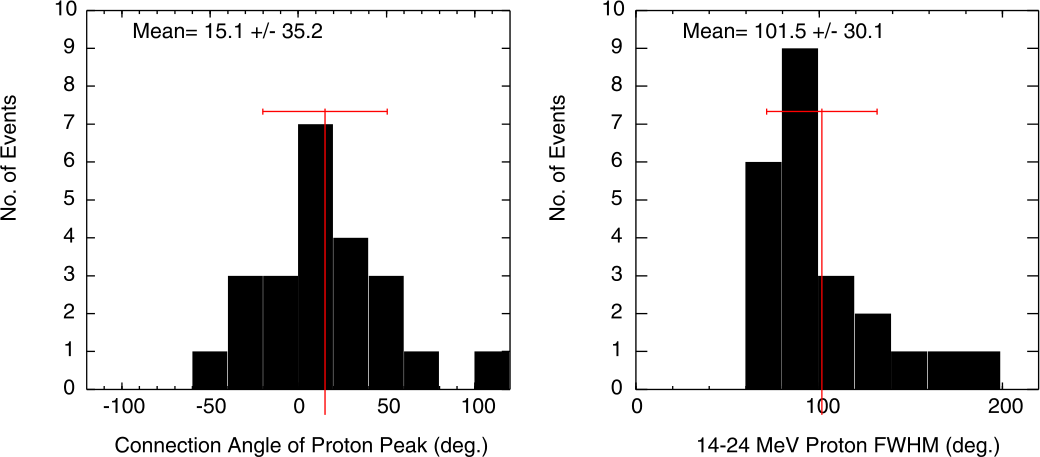 10
9
8
7
6
5
4
3
2
1
0
No. of Events
Mean= 15.1 +/- 35.2
-100 -50 0 50 100
Connection Angle of Proton Peak (deg.)
10
9
8
7
6
5
4
3
2
1
0
No. of Events
Mean= 101.5 +/- 30.1
0 100 200
14-24 MeV Proton FWHM (deg.)